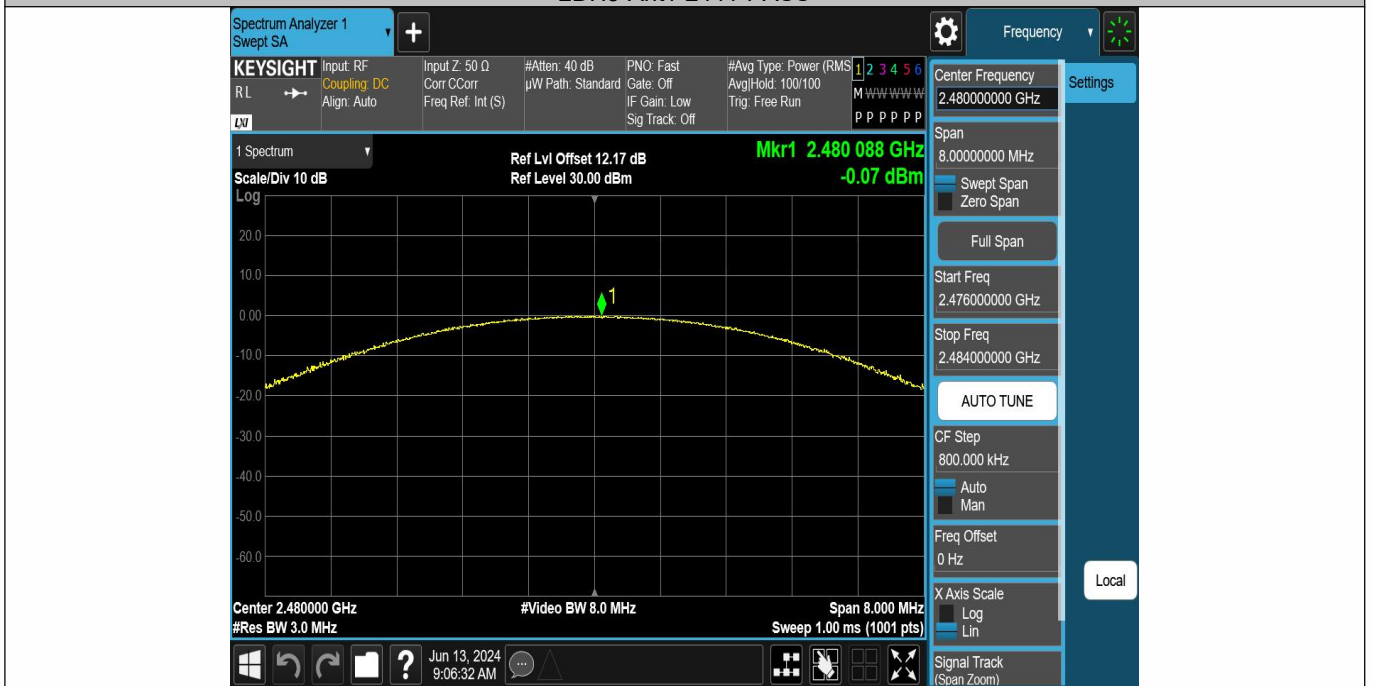 Spectrum Analyzer 1
Swept SA
+
Frequency
KEYSIGHT
RL
LXI
Input: RF
Coupling: DC
Align: Auto
Input Z: 50 Ω
Corr CCorr
Freq Ref: Int (S)
#Atten: 40 dB
µW Path: Standard
PNO: Fast
Gate: Off
IF Gain: Low
Sig Track: Off
#Avg Type: Power (RMS
Avg|Hold: 100/100
Trig: Free Run
1 2 3 4 5 6
M W W W W W
P P P P P P
1 Spectrum
Scale/Div 10 dB
Ref Lvl Offset 12.17 dB
Ref Level 30.00 dBm
Mkr1 2.480 088 GHz
-0.07 dBm
Log
20.0
10.0
0.00
-10.0
-20.0
-30.0
-40.0
-50.0
-60.0
1
Center 2.480000 GHz
#Video BW 8.0 MHz
Span 8.000 MHz
#Res BW 3.0 MHz
Sweep 1.00 ms (1001 pts)
Center Frequency
2.480000000 GHz
Settings
Span
8.00000000 MHz
Swept Span
Zero Span
Full Span
Start Freq
2.476000000 GHz
Stop Freq
2.484000000 GHz
AUTO TUNE
CF Step
800.000 kHz
Auto
Man
Freq Offset
0 Hz
Local
X Axis Scale
Log
Lin
Signal Track
(Span Zoom)
?
Jun 13, 2024
9:06:32 AM